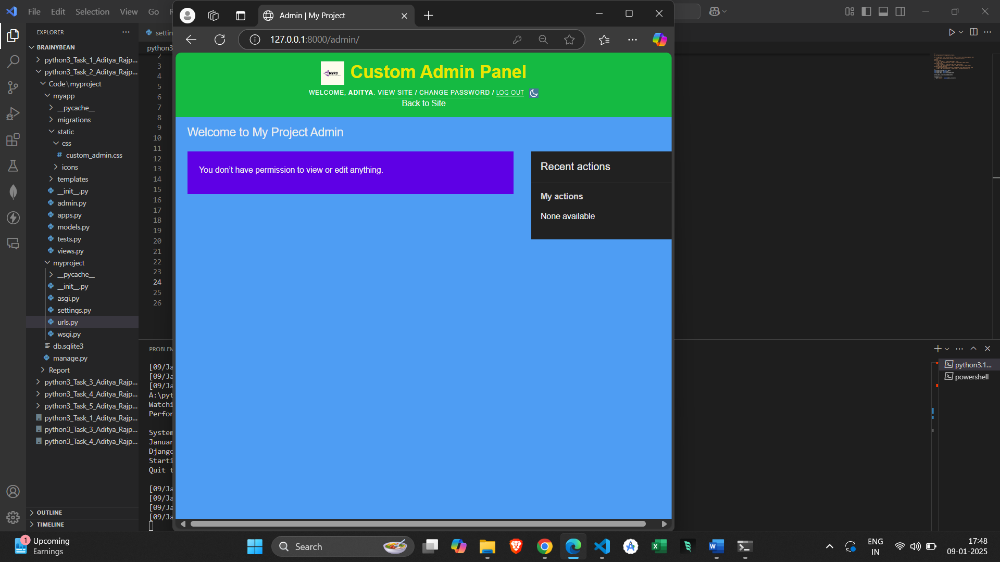 File Edit Selection View Go
EXPLORER
BRAINYBEAN
python3_Task_1_Aditya_Rajp...
python3_Task_2_Aditya_Rajp...
Code\myproject
myapp
__pycache__
migrations
static
css
# custom_admin.css
icons
templates
__init__.py
admin.py
apps.py
models.py
tests.py
views.py
myproject
__pycache__
__init__.py
asgi.py
settings.py
urls.py
wsgi.py
db.sqlite3
manage.py
Report
python3_Task_3_Aditya_Rajp...
python3_Task_4_Aditya_Rajp...
python3_Task_5_Aditya_Rajp...
python3_Task_1_Aditya_Rajp...
python3_Task_3_Aditya_Rajp...
python3_Task_4_Aditya_Rajp...
OUTLINE
TIMELINE
settin
python3
2
3
4
5
6
7
8
9
10
11
12
13
14
15
16
17
18
19
20
21
22
23
24
25
26
PROBLEM
[09/Ja
[09/Ja
[09/Ja
A:\pyt
Watchi
Perfor
System
Januar
Django
Starti
Quit t
[09/Ja
[09/Ja
[09/Ja
[09/Ja
Admin | My Project
127.0.0.1:8000/admin/
MVRS
Custom Admin Panel
WELCOME, ADITYA. VIEW SITE / CHANGE PASSWORD / LOG OUT
Back to Site
Welcome to My Project Admin
You don’t have permission to view or edit anything.
Recent actions
My actions
None available
python3.1...
powershell
1
Upcoming
Earnings
Search
ENG
IN
17:48
09-01-2025